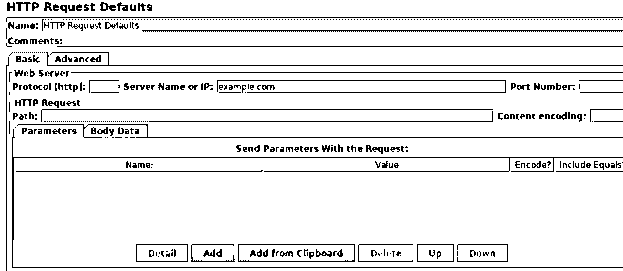 HTTP Request Defaults
Name: HTTP Request Defaults
Comments:
Basic Advanced
Web Server
Protocol [http]: Server Name or IP: example.com Port Number:
HTTP Request
Path: Content encoding:
Parameters Body Data
Send Parameters With the Request:
Name: Value Encode? Include Equals?
Detail Add Add from Clipboard Delete Up Down